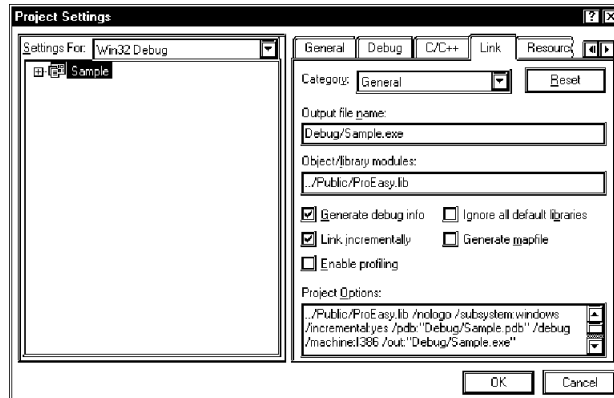 Project Settings
Settings For: Win32 Debug
Sample
General Debug C/C++ Link Resourc
Category: General Reset
Output file name:
Debug/Sample.exe
Object/library modules:
../Public/ProEasy.lib
Generate debug info Ignore all default libraries
Link incrementally Generate mapfile
Enable profiling
Project Options:
../Public/ProEasy.lib /nologo /subsystem:windows
/incremental:yes /pdb:"Debug/Sample.pdb" /debug
/machine:I386 /out:"Debug/Sample.exe"
OK Cancel